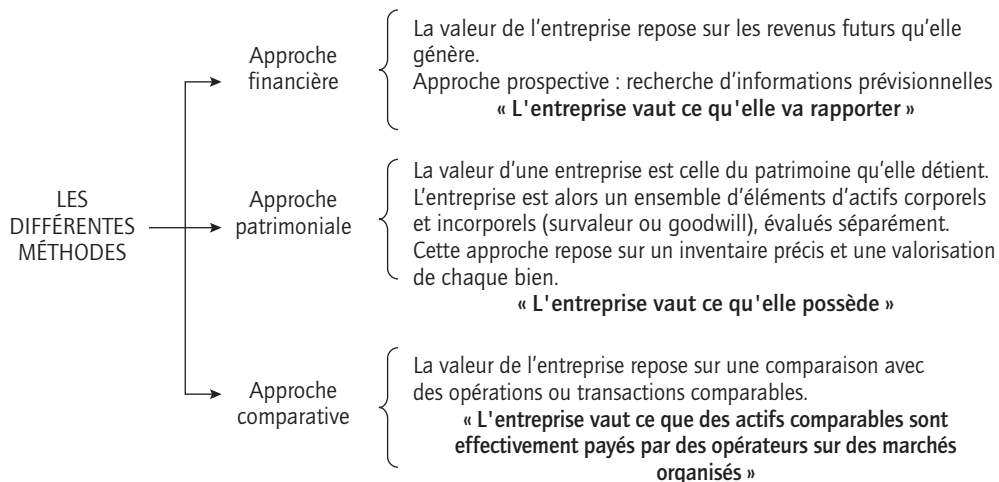 LES
DIFFÉRENTES
MÉTHODES
Approche
financière
La valeur de l'entreprise repose sur les revenus futurs qu'elle
génère.
Approche prospective : recherche d'informations prévisionnelles
« L'entreprise vaut ce qu'elle va rapporter »
Approche
patrimoniale
La valeur d'une entreprise est celle du patrimoine qu'elle détient.
L'entreprise est alors un ensemble d'éléments d'actifs corporels
et incorporels (survaleur ou goodwill), évalués séparément.
Cette approche repose sur un inventaire précis et une valorisation
de chaque bien.
« L'entreprise vaut ce qu'elle possède »
Approche
comparative
La valeur de l'entreprise repose sur une comparaison avec
des opérations ou transactions comparables.
« L'entreprise vaut ce que des actifs comparables sont
effectivement payés par des opérateurs sur des marchés
organisés »